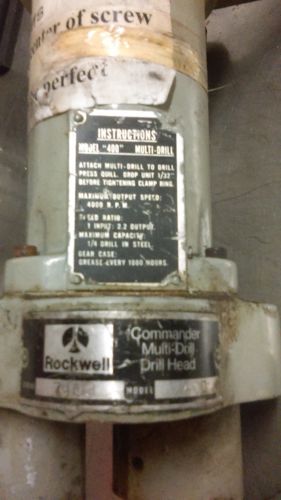 enter of screw
perfect
INSTRUCTIONS
MODEL "400" MULTI-DRILL
ATTACH MULTI-DRILL TO DRILL
PRESS QUILL. DROP UNIT 1/32"
BEFORE TIGHTENING CLAMP RING.
MAXIMUM OUTPUT SPEED:
4000 R.P.M.
SPEED RATIO:
1 INPUT: 2.2 OUTPUT.
MAXIMUM CAPACITY
1/4 DRILL IN STEEL
GEAR CASE:
GREASE EVERY 1000 HOURS.
Rockwell
Commander
Multi-Drill
Drill Head
MODEL